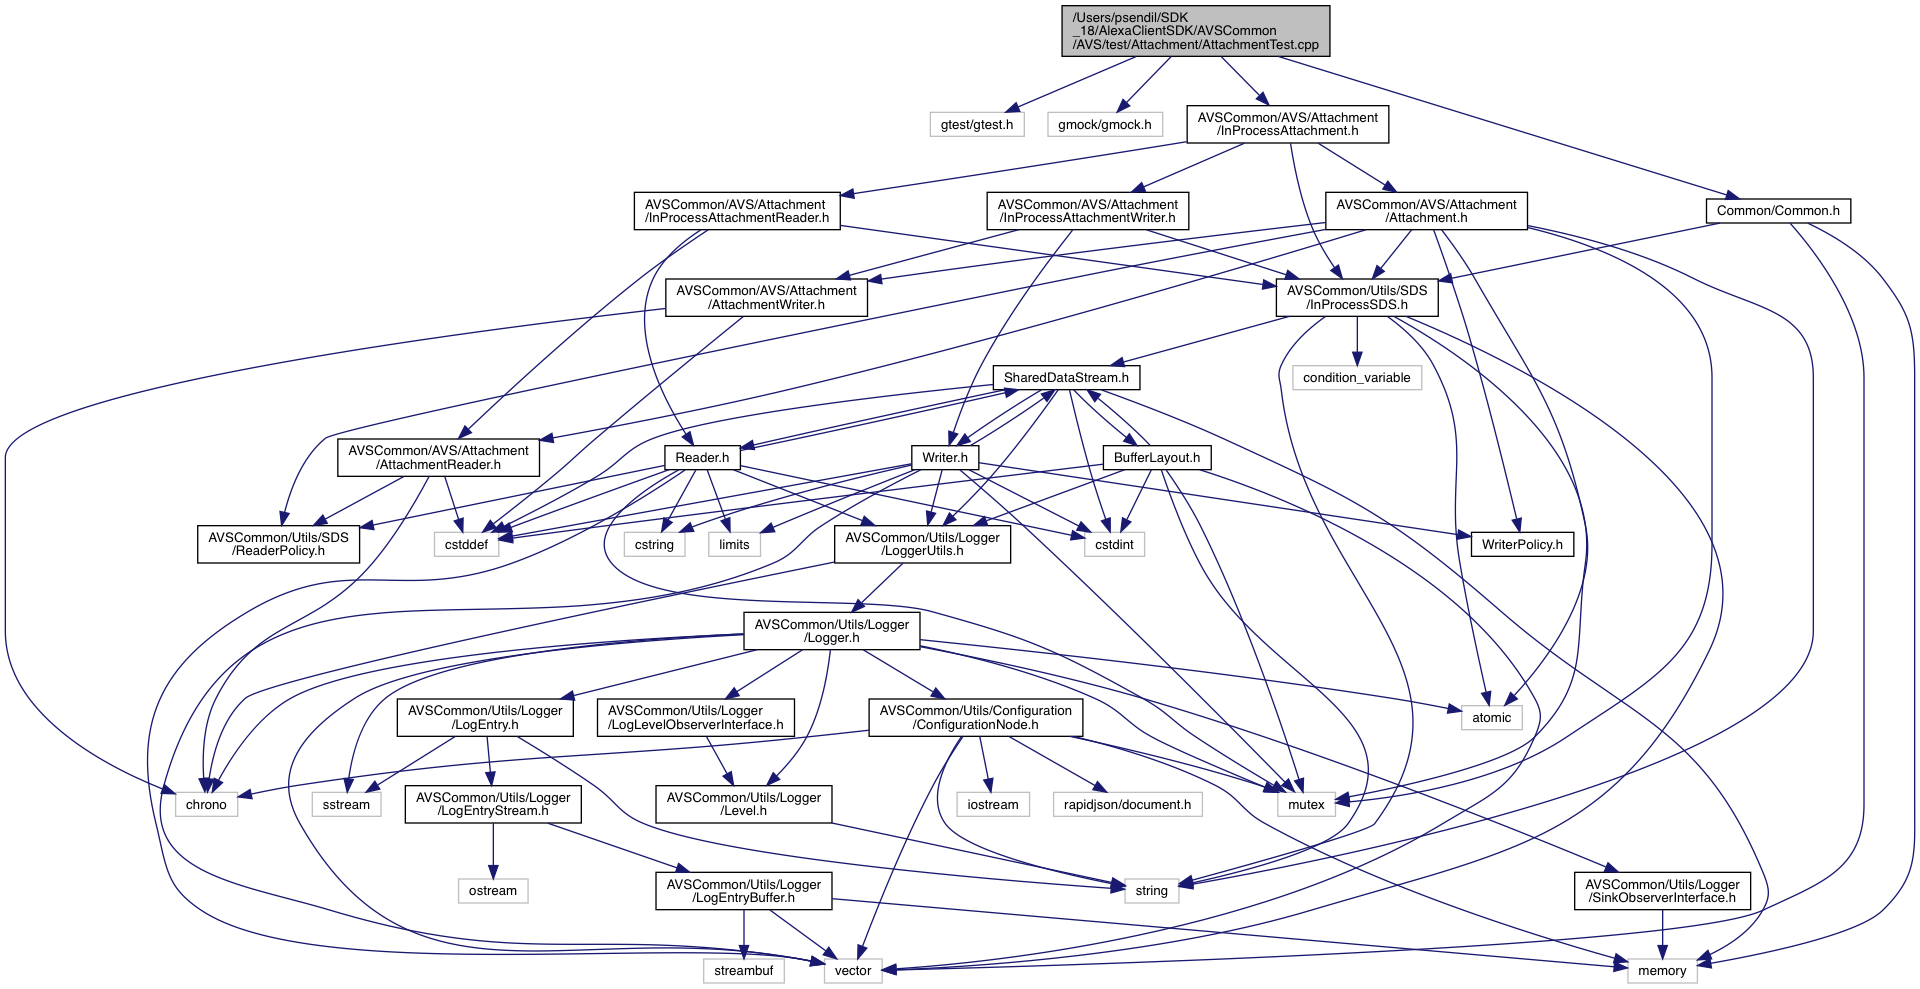 /Users/psendil/SDK
_18/AlexaClientSDK/AVSCommon
/AVS/test/Attachment/AttachmentTest.cpp
gtest/gtest.h
gmock/gmock.h
AVSCommon/AVS/Attachment
/InProcessAttachment.h
AVSCommon/AVS/Attachment
/InProcessAttachmentReader.h
AVSCommon/AVS/Attachment
/InProcessAttachmentWriter.h
AVSCommon/AVS/Attachment
/Attachment.h
Common/Common.h
AVSCommon/AVS/Attachment
/AttachmentWriter.h
AVSCommon/Utils/SDS
/InProcessSDS.h
SharedDataStream.h
condition_variable
AVSCommon/AVS/Attachment
/AttachmentReader.h
Reader.h
Writer.h
BufferLayout.h
AVSCommon/Utils/SDS
/ReaderPolicy.h
cstddef
cstring
limits
AVSCommon/Utils/Logger
/LoggerUtils.h
cstdint
WriterPolicy.h
AVSCommon/Utils/Logger
/Logger.h
AVSCommon/Utils/Logger
/LogEntry.h
AVSCommon/Utils/Logger
/LogLevelObserverInterface.h
AVSCommon/Utils/Configuration
/ConfigurationNode.h
atomic
chrono
sstream
AVSCommon/Utils/Logger
/LogEntryStream.h
AVSCommon/Utils/Logger
/Level.h
iostream
rapidjson/document.h
mutex
ostream
AVSCommon/Utils/Logger
/LogEntryBuffer.h
string
AVSCommon/Utils/Logger
/SinkObserverInterface.h
streambuf
vector
memory